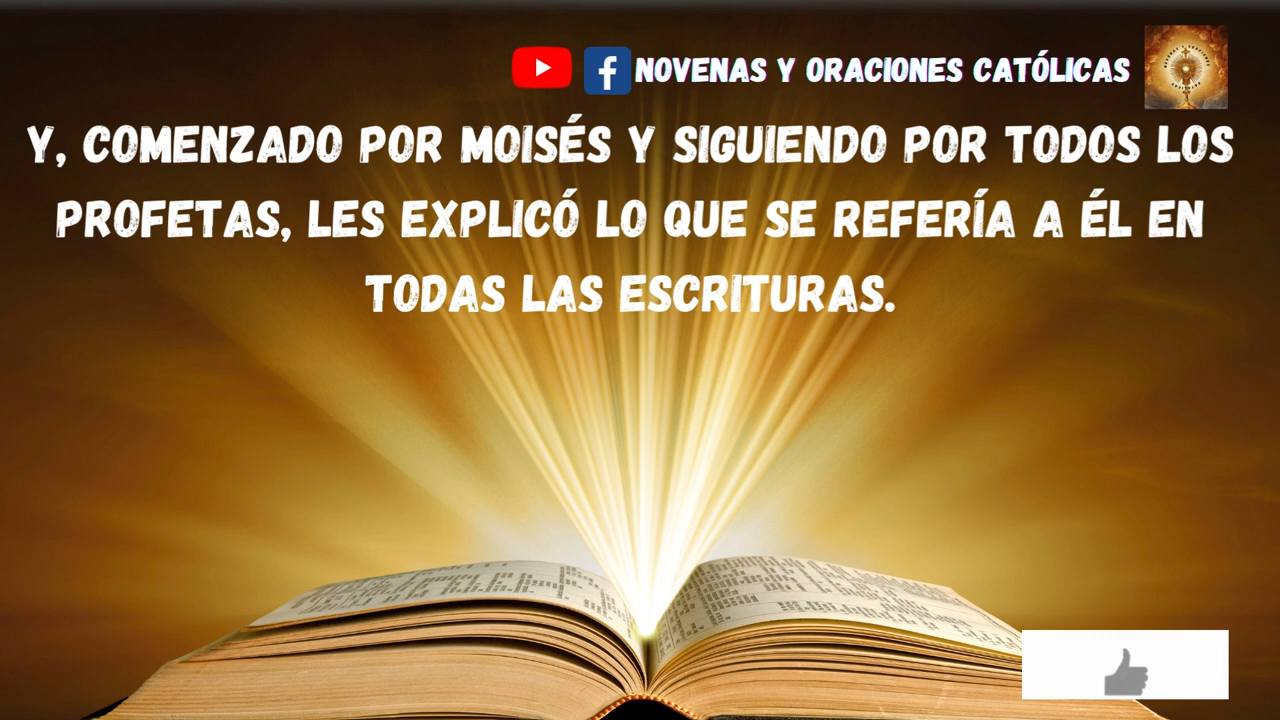 NOVENAS Y ORACIONES CATÓLICAS
Y, COMENZADO POR MOISÉS Y SIGUIENDO POR TODOS LOS
PROFETAS, LES EXPLICÓ LO QUE SE REFERÍA A ÉL EN
TODAS LAS ESCRITURAS.